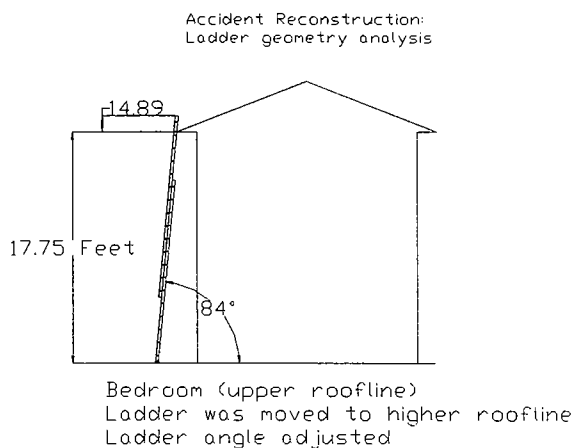 Accident Reconstruction:
Ladder geometry analysis
14.89
17.75 Feet
84°
Bedroom (upper roofline)
Ladder was moved to higher roofline
Ladder angle adjusted